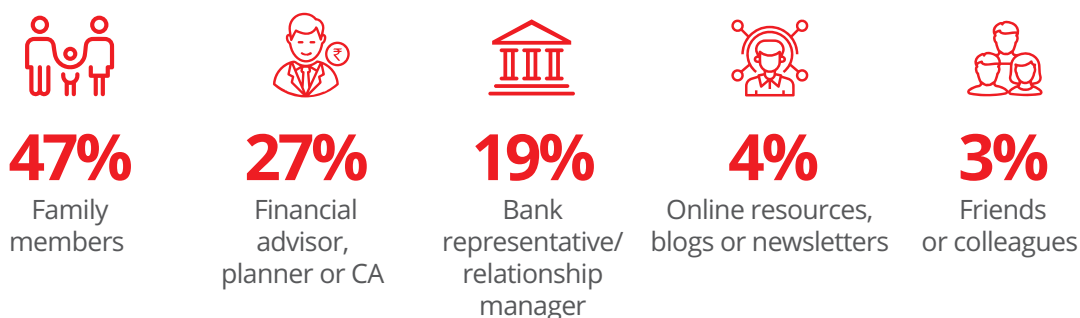 ₹
47%
Family
members
27%
Financial
advisor,
planner or CA
19%
Bank
representative/
relationship
manager
4%
Online resources,
blogs or newsletters
3%
Friends
or colleagues